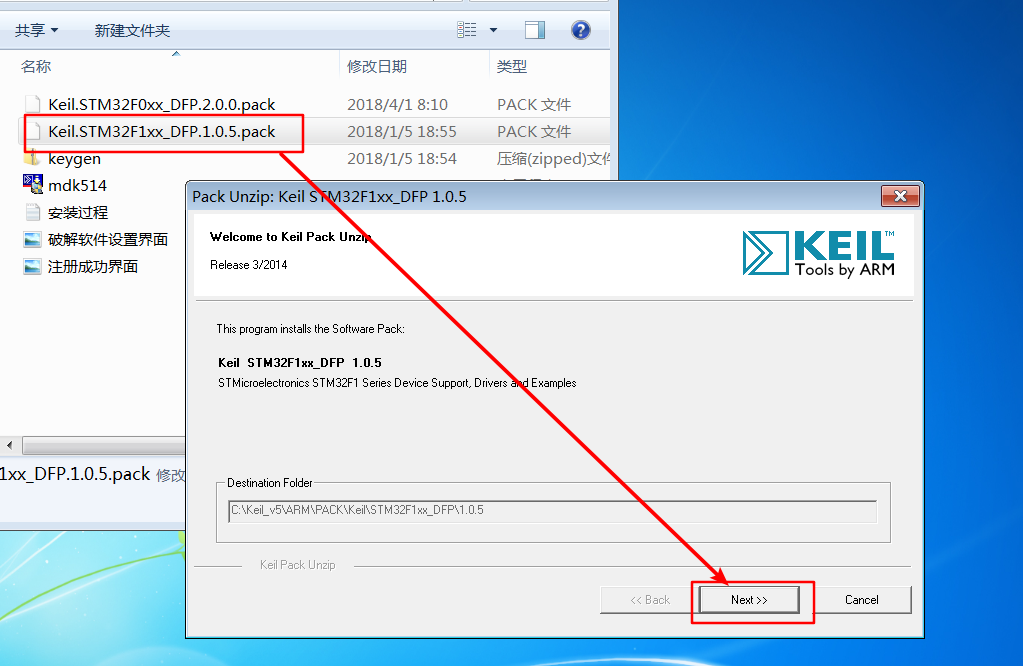 共享 新建文件夹
名称 修改日期 类型
Keil.STM32F0xx_DFP.2.0.0.pack 2018/4/1 8:10 PACK 文件
Keil.STM32F1xx_DFP.1.0.5.pack 2018/1/5 18:55 PACK 文件
keygen 2018/1/5 18:54 压缩(zipped)文件
mdk514
安装过程
破解软件设置界面
注册成功界面
1xx_DFP.1.0.5.pack 修改
Pack Unzip: Keil STM32F1xx_DFP 1.0.5
Welcome to Keil Pack Unzip
Release 3/2014
KEIL™
Tools by ARM
This program installs the Software Pack:
Keil STM32F1xx_DFP 1.0.5
STMicroelectronics STM32F1 Series Device Support, Drivers and Examples
Destination Folder
C:\Keil_v5\ARM\PACK\Keil\STM32F1xx_DFP\1.0.5
Keil Pack Unzip
<< Back Next >> Cancel